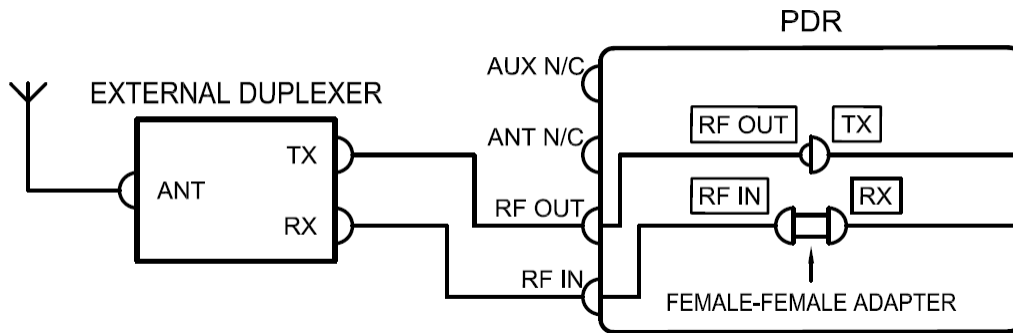 PDR
AUX N/C
EXTERNAL DUPLEXER
RF OUT
TX
TX
ANT N/C
ANT
RF IN
RX
RX
RF OUT
RF IN
FEMALE-FEMALE ADAPTER